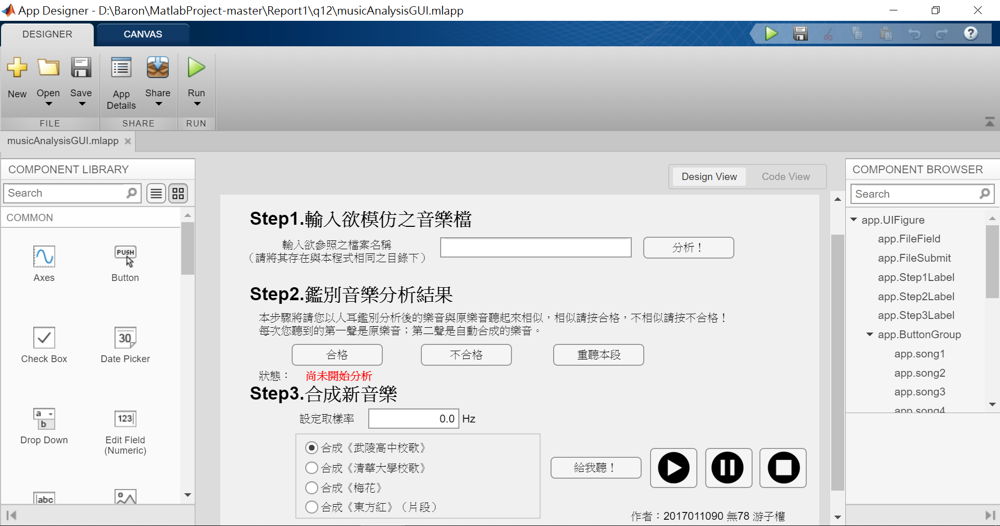 App Designer - D:\Baron\MatlabProject-master\Report1\q12\musicAnalysisGUI.mlapp
DESIGNER
CANVAS
New
Open
Save
App
Details
Share
Run
FILE
SHARE
RUN
musicAnalysisGUI.mlapp
COMPONENT LIBRARY
Search
COMMON
Axes
PUSH
Button
Check Box
30
Date Picker
a
b
Drop Down
123
Edit Field
(Numeric)
abc
Design View
Code View
Step1.輸入欲模仿之音樂檔
輸入欲參照之檔案名稱
（請將其存在與本程式相同之目錄下）
分析！
Step2.鑑別音樂分析結果
本步驟將請您以人耳鑑別分析後的樂音與原樂音聽起來相似，相似請按合格，不相似請按不合格！
每次您聽到的第一聲是原樂音；第二聲是自動合成的樂音。
合格
不合格
重聽本段
狀態：
尚未開始分析
Step3.合成新音樂
設定取樣率
0.0
Hz
合成《武陵高中校歌》
合成《清華大學校歌》
合成《梅花》
合成《東方紅》（片段）
給我聽！
作者：2017011090 無78 游子權
COMPONENT BROWSER
Search
app.UIFigure
app.FileField
app.FileSubmit
app.Step1Label
app.Step2Label
app.Step3Label
app.ButtonGroup
app.song1
app.song2
app.song3
app.song4